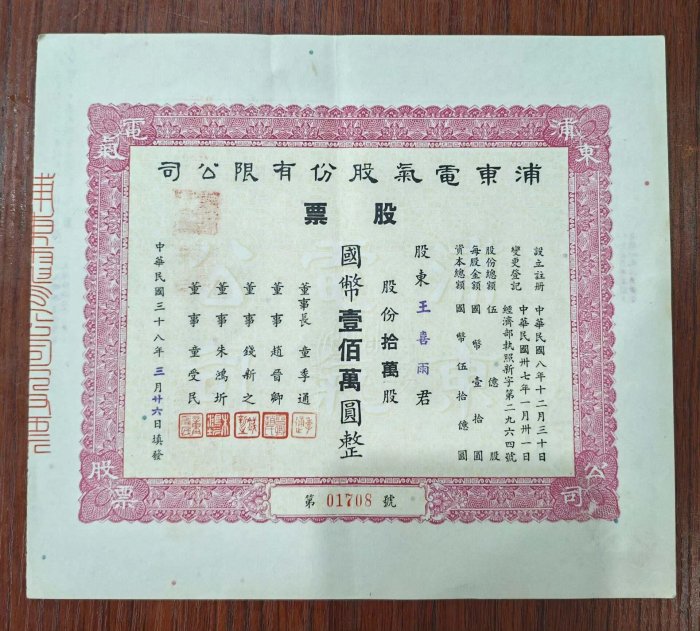 浦東電氣股份有限公司
股票
設立註冊 中華民國八年十二月三十日
變更登記 中華民國卅七年一月卅一日
經濟部執照新字第二九六四號
股份總額 伍億股
每股金額 國幣壹拾圓
資本總額 國幣伍拾億圓
股東王喜雨君
股份拾萬股
國幣壹佰萬圓整
董事長 童季通
董事 趙晉卿
董事 錢新之
董事 朱鴻圻
董事 童受民
中華民國三十八年三月廿六日填發
第 01708 號
浦東
電氣
公司
股票